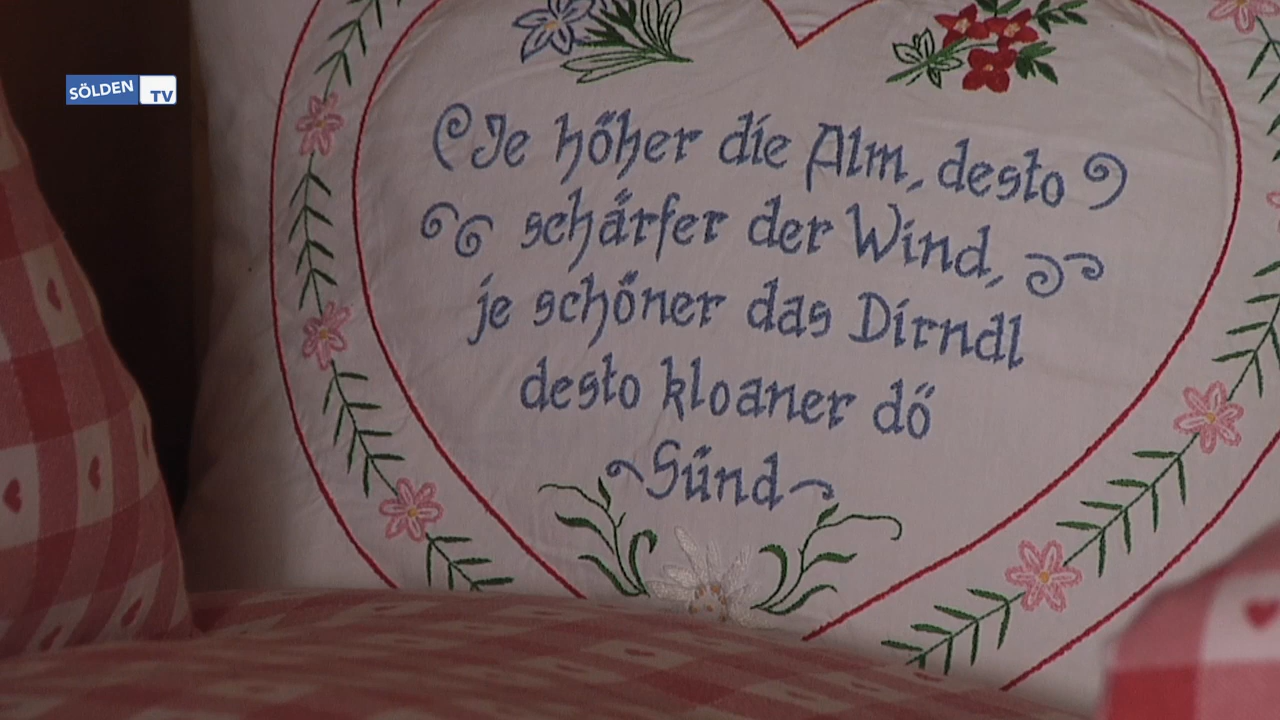 SÖLDEN TV
Je höher die Alm, desto
schärfer der Wind,
je schöner das Dirndl
desto kloaner dö
Sünd